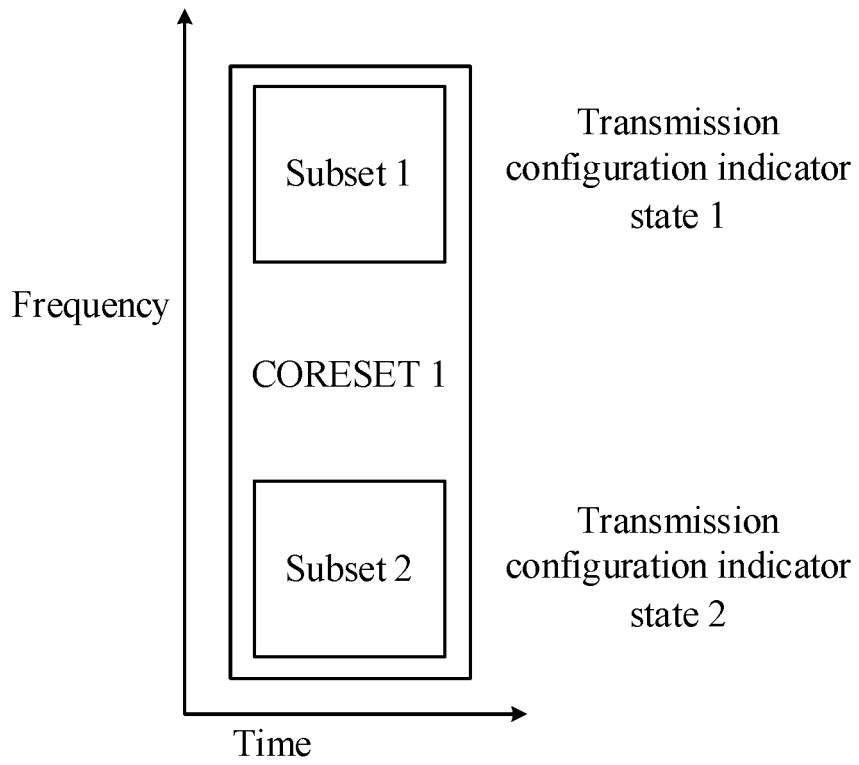 Subset 1
Transmission
configuration indicator
state 1
Frequency
CORESET 1
Subset 2
Transmission
configuration indicator
state 2
Time